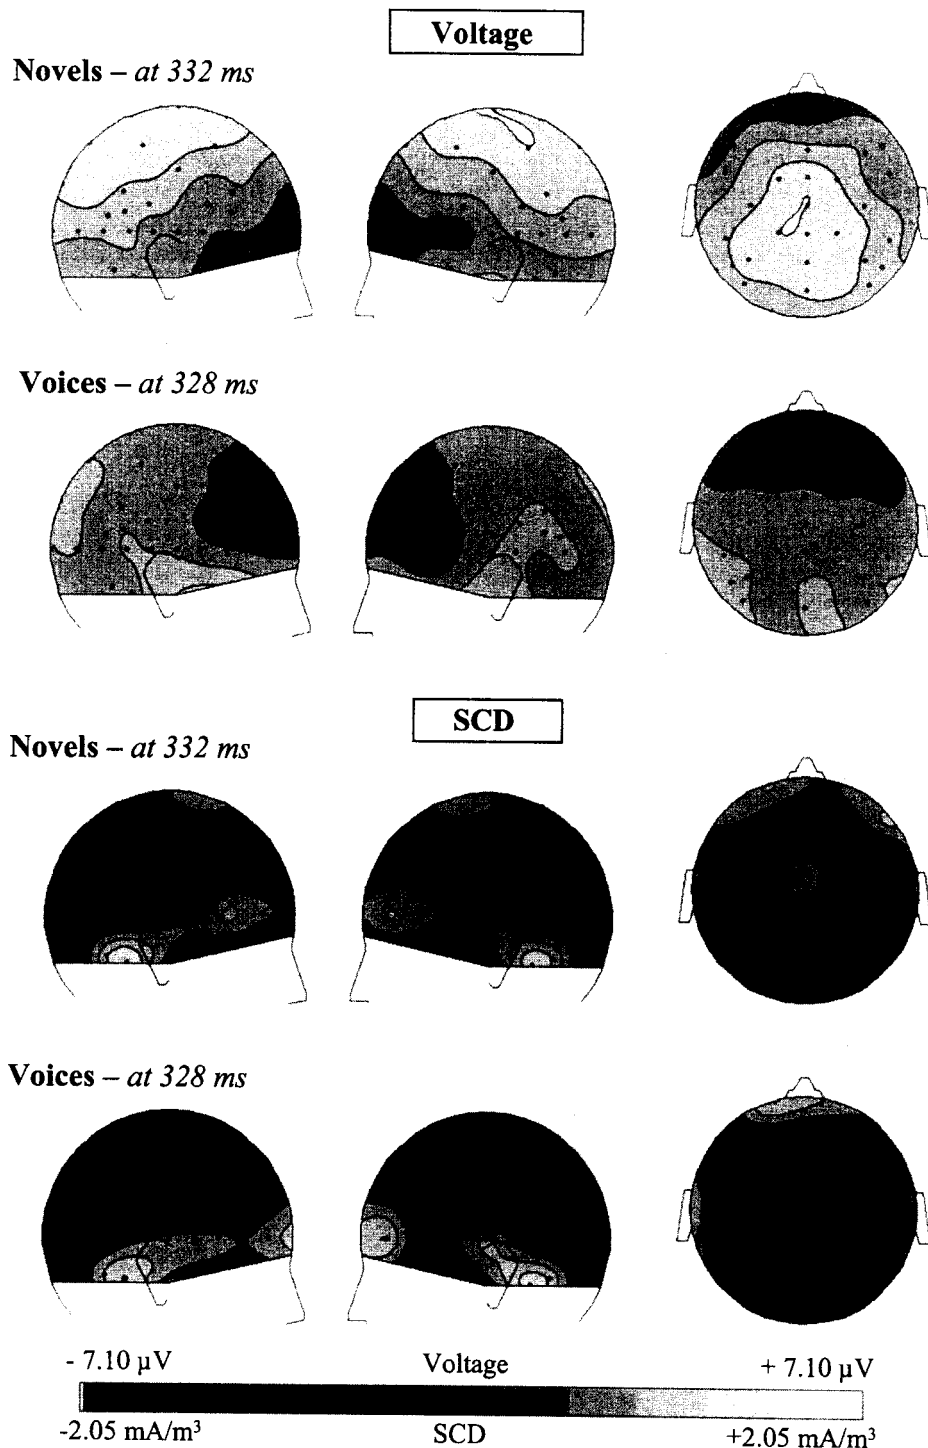 Voltage
Novels – at 332 ms
Voices – at 328 ms
SCD
Novels – at 332 ms
Voices – at 328 ms
- 7.10 µV Voltage + 7.10 µV
-2.05 mA/m³ SCD +2.05 mA/m³